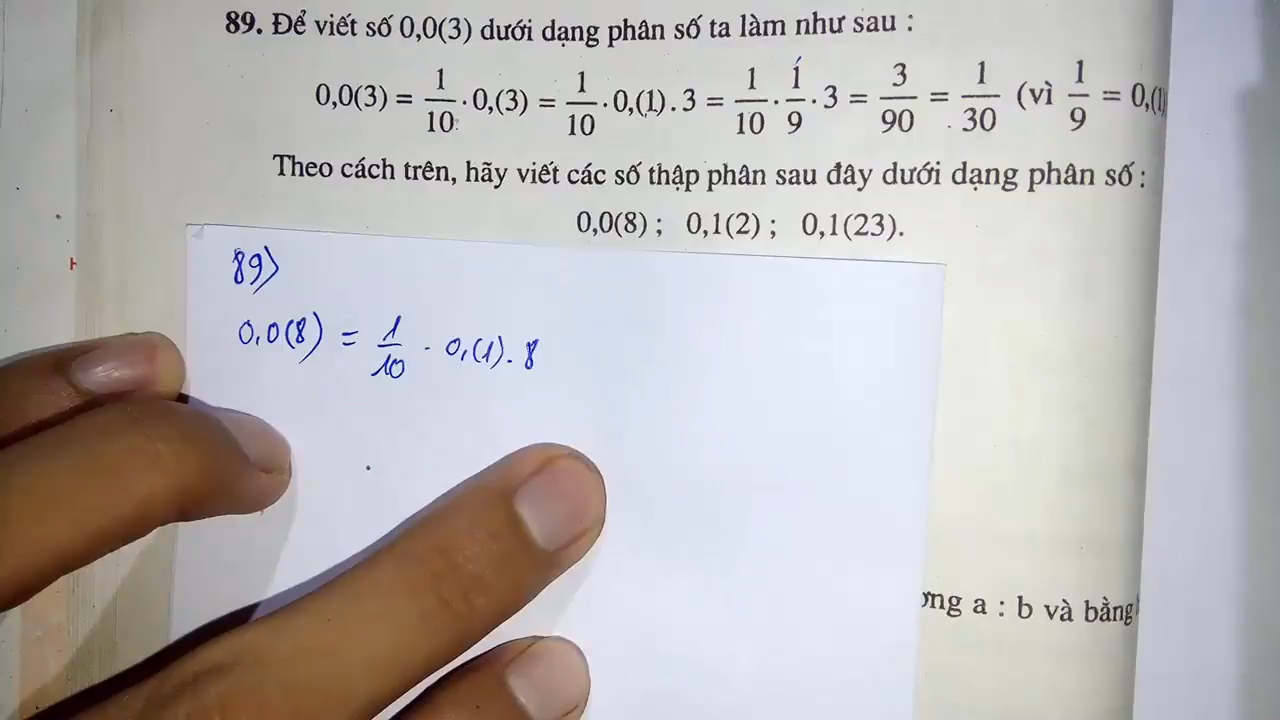 89. Để viết số 0,0(3) dưới dạng phân số ta làm như sau :
0,0(3) = 1/10 · 0,(3) = 1/10 · 0,(1) . 3 = 1/10 · 1/9 · 3 = 3/90 = 1/30 (vì 1/9 = 0,(1)
Theo cách trên, hãy viết các số thập phân sau đây dưới dạng phân số :
0,0(8) ; 0,1(2) ; 0,1(23).
89)
0,0(8) = 1/10 . 0,(1). 8
a : b và bằng